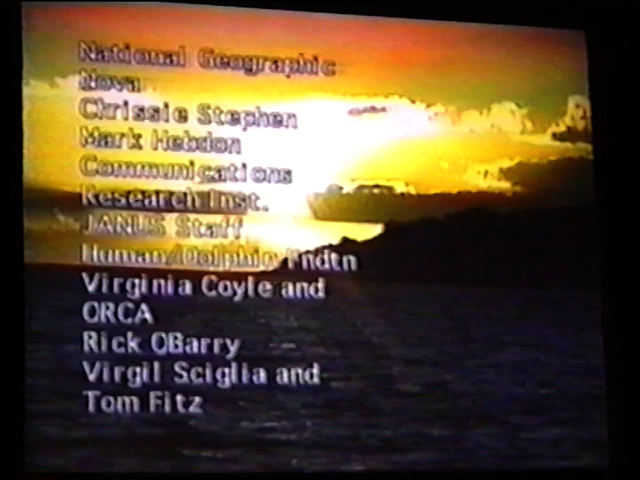 National Geographic
Nova
Chrissie Stephen
Mark Hebdon
Communications
Research Inst.
JANUS Staff
Human/Dolphin Fndtn
Virginia Coyle and
ORCA
Rick OBarry
Virgil Sciglia and
Tom Fitz